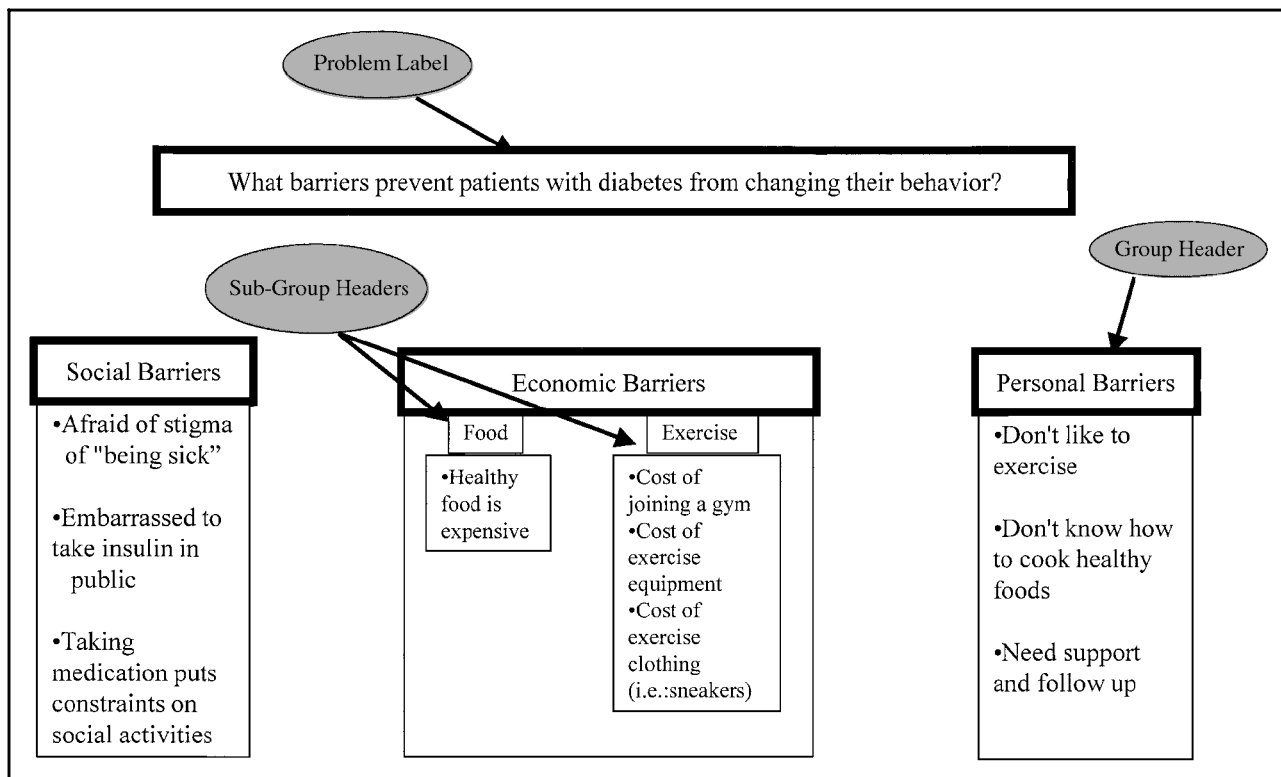 Problem Label
What barriers prevent patients with diabetes from changing their behavior?
Group Header
Sub-Group Headers
Social Barriers
•Afraid of stigma
of "being sick”
•Embarrassed to
take insulin in
public
•Taking
medication puts
constraints on
social activities
Economic Barriers
Food
•Healthy
food is
expensive
Exercise
•Cost of
joining a gym
•Cost of
exercise
equipment
•Cost of
exercise
clothing
(i.e.:sneakers)
Personal Barriers
•Don't like to
exercise
•Don't know how
to cook healthy
foods
•Need support
and follow up